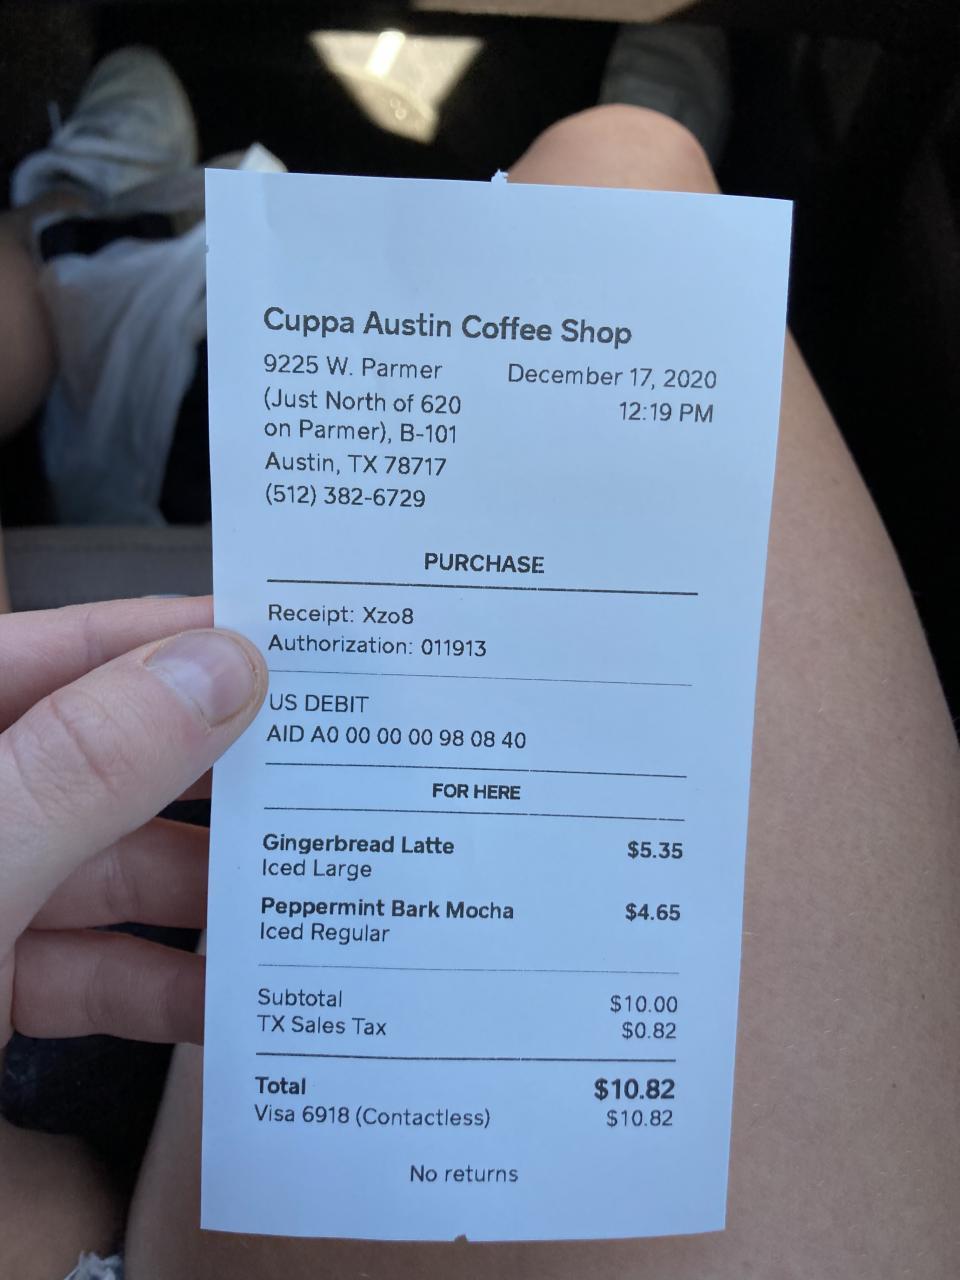 Cuppa Austin Coffee Shop
9225 W. Parmer
(Just North of 620
on Parmer), B-101
Austin, TX 78717
(512) 382-6729
December 17, 2020
12:19 PM
PURCHASE
Receipt: Xzo8
Authorization: 011913
US DEBIT
AID A0 00 00 00 98 08 40
FOR HERE
Gingerbread Latte $5.35
Iced Large
Peppermint Bark Mocha $4.65
Iced Regular
Subtotal $10.00
TX Sales Tax $0.82
Total $10.82
Visa 6918 (Contactless) $10.82
No returns